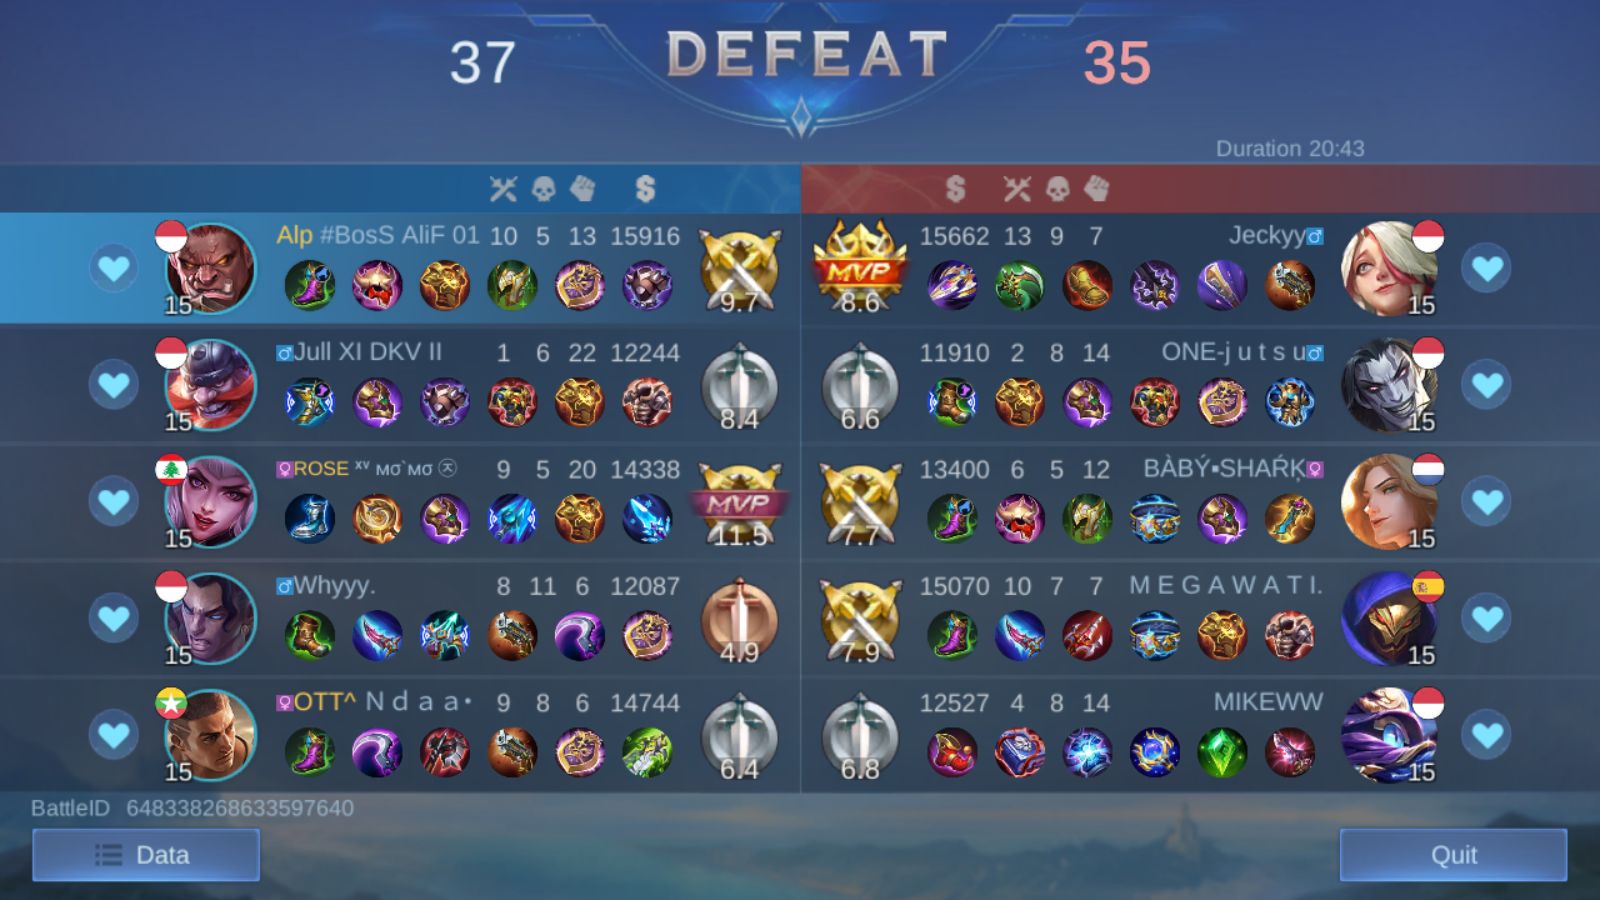 37 DEFEAT 35
Duration 20:43
Alp #BosS AliF 01 10 5 13 15916
15 9.7
MVP 15662 13 9 7 Jeckyy♂
8.6 15
♂Jull XI DKV II 1 6 22 12244
15 8.4
11910 2 8 14 ONE-j u t s u♂
6.6 15
♀ROSE ˣⱽ ᴍσ`ᴍσ 9 5 20 14338
15 MVP 11.5
13400 6 5 12 BÀBÝ▪SHAŔĶ♀
7.7 15
♂Whyyy. 8 11 6 12087
15 4.9
15070 10 7 7 M E G A W A T I.
7.9 15
♀OTT^ N d a a• 9 8 6 14744
15 6.4
12527 4 8 14 MIKEWW
6.8 15
BattleID 648338268633597640
Data
Quit